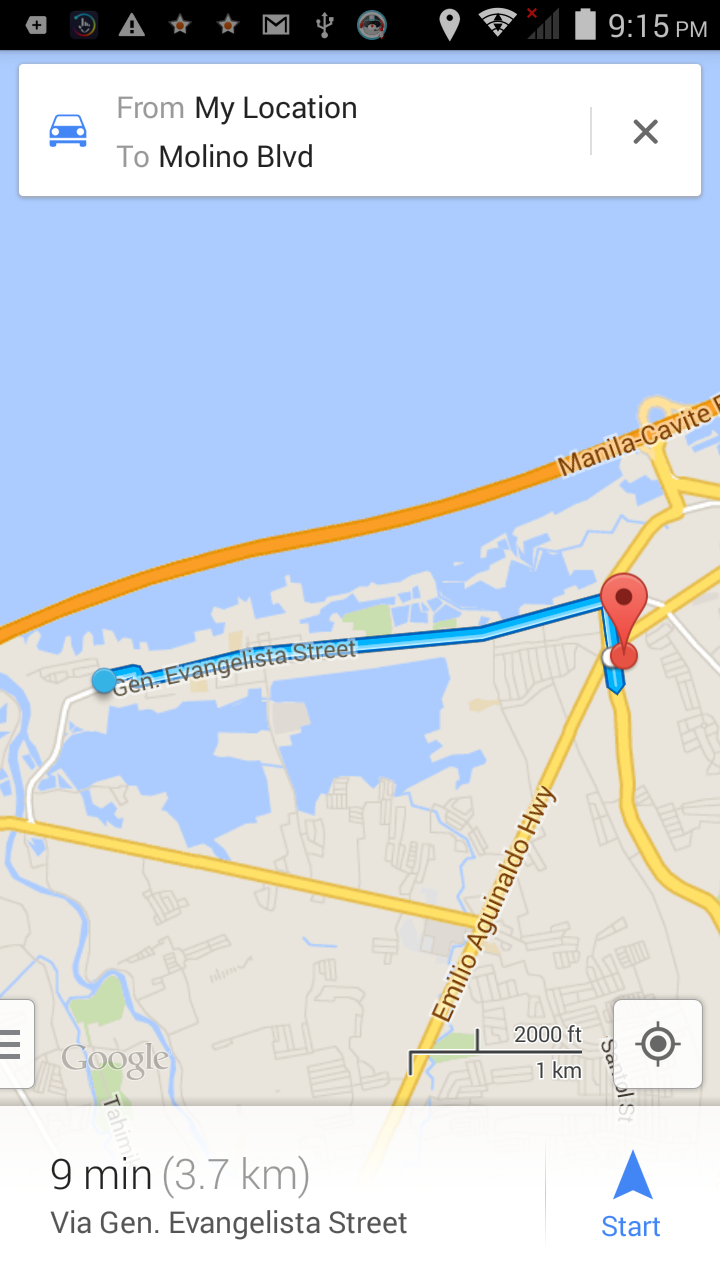 9:15 PM
From My Location
To Molino Blvd
Manila-Cavite
Gen. Evangelista Street
Emilio Aguinaldo Hwy
2000 ft
1 km
Google
9 min (3.7 km)
Via Gen. Evangelista Street
Start